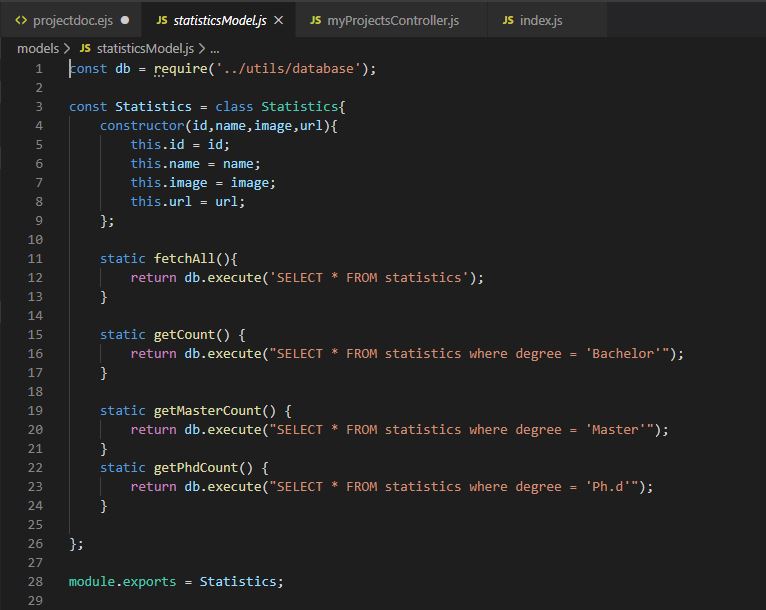 projectdoc.ejs JS statisticsModel.js JS myProjectsController.js JS index.js
models > JS statisticsModel.js > ...
1 const db = require('../utils/database');
2
3 const Statistics = class Statistics{
4 constructor(id,name,image,url){
5 this.id = id;
6 this.name = name;
7 this.image = image;
8 this.url = url;
9 };
10
11 static fetchAll(){
12 return db.execute('SELECT * FROM statistics');
13 }
14
15 static getCount() {
16 return db.execute("SELECT * FROM statistics where degree = 'Bachelor'");
17 }
18
19 static getMasterCount() {
20 return db.execute("SELECT * FROM statistics where degree = 'Master'");
21 }
22 static getPhdCount() {
23 return db.execute("SELECT * FROM statistics where degree = 'Ph.d'");
24 }
25
26 };
27
28 module.exports = Statistics;
29